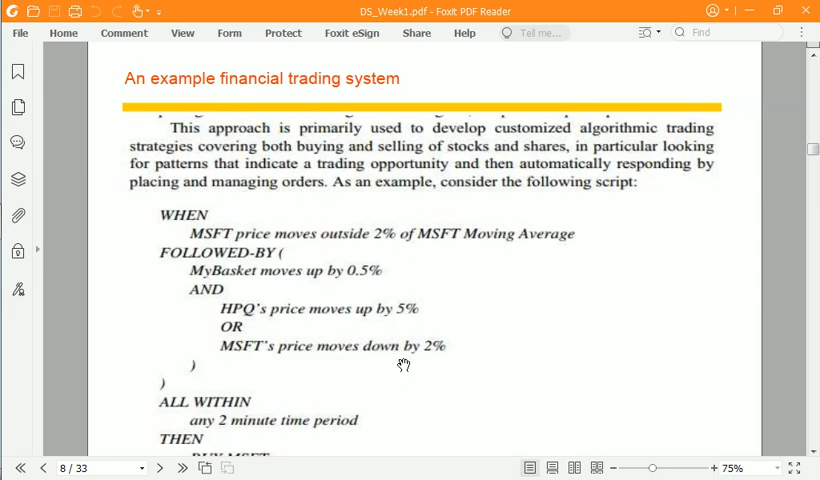 DS_Week1.pdf - Foxit PDF Reader
File Home Comment View Form Protect Foxit eSign Share Help Tell me... Find
An example financial trading system
This approach is primarily used to develop customized algorithmic trading
strategies covering both buying and selling of stocks and shares, in particular looking
for patterns that indicate a trading opportunity and then automatically responding by
placing and managing orders. As an example, consider the following script:
WHEN
MSFT price moves outside 2% of MSFT Moving Average
FOLLOWED-BY (
MyBasket moves up by 0.5%
AND
HPQ's price moves up by 5%
OR
MSFT's price moves down by 2%
)
)
ALL WITHIN
any 2 minute time period
THEN
8 / 33
75%